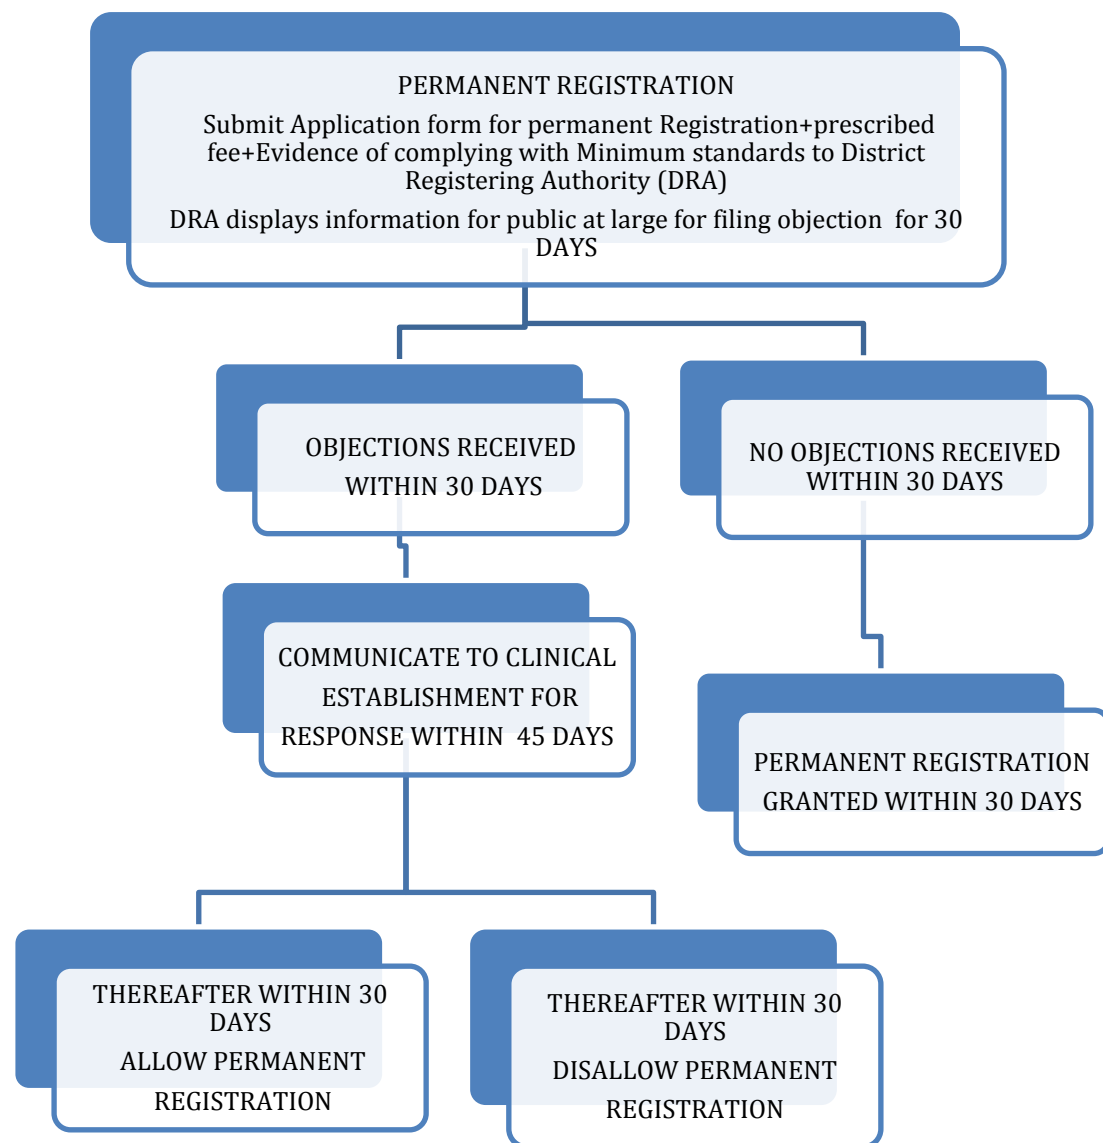 PERMANENT REGISTRATION
Submit Application form for permanent Registration+prescribed
fee+Evidence of complying with Minimum standards to District
Registering Authority (DRA)
DRA displays information for public at large for filing objection for 30
DAYS
OBJECTIONS RECEIVED
WITHIN 30 DAYS
NO OBJECTIONS RECEIVED
WITHIN 30 DAYS
COMMUNICATE TO CLINICAL
ESTABLISHMENT FOR
RESPONSE WITHIN 45 DAYS
PERMANENT REGISTRATION
GRANTED WITHIN 30 DAYS
THEREAFTER WITHIN 30
DAYS
ALLOW PERMANENT
REGISTRATION
THEREAFTER WITHIN 30
DAYS
DISALLOW PERMANENT
REGISTRATION